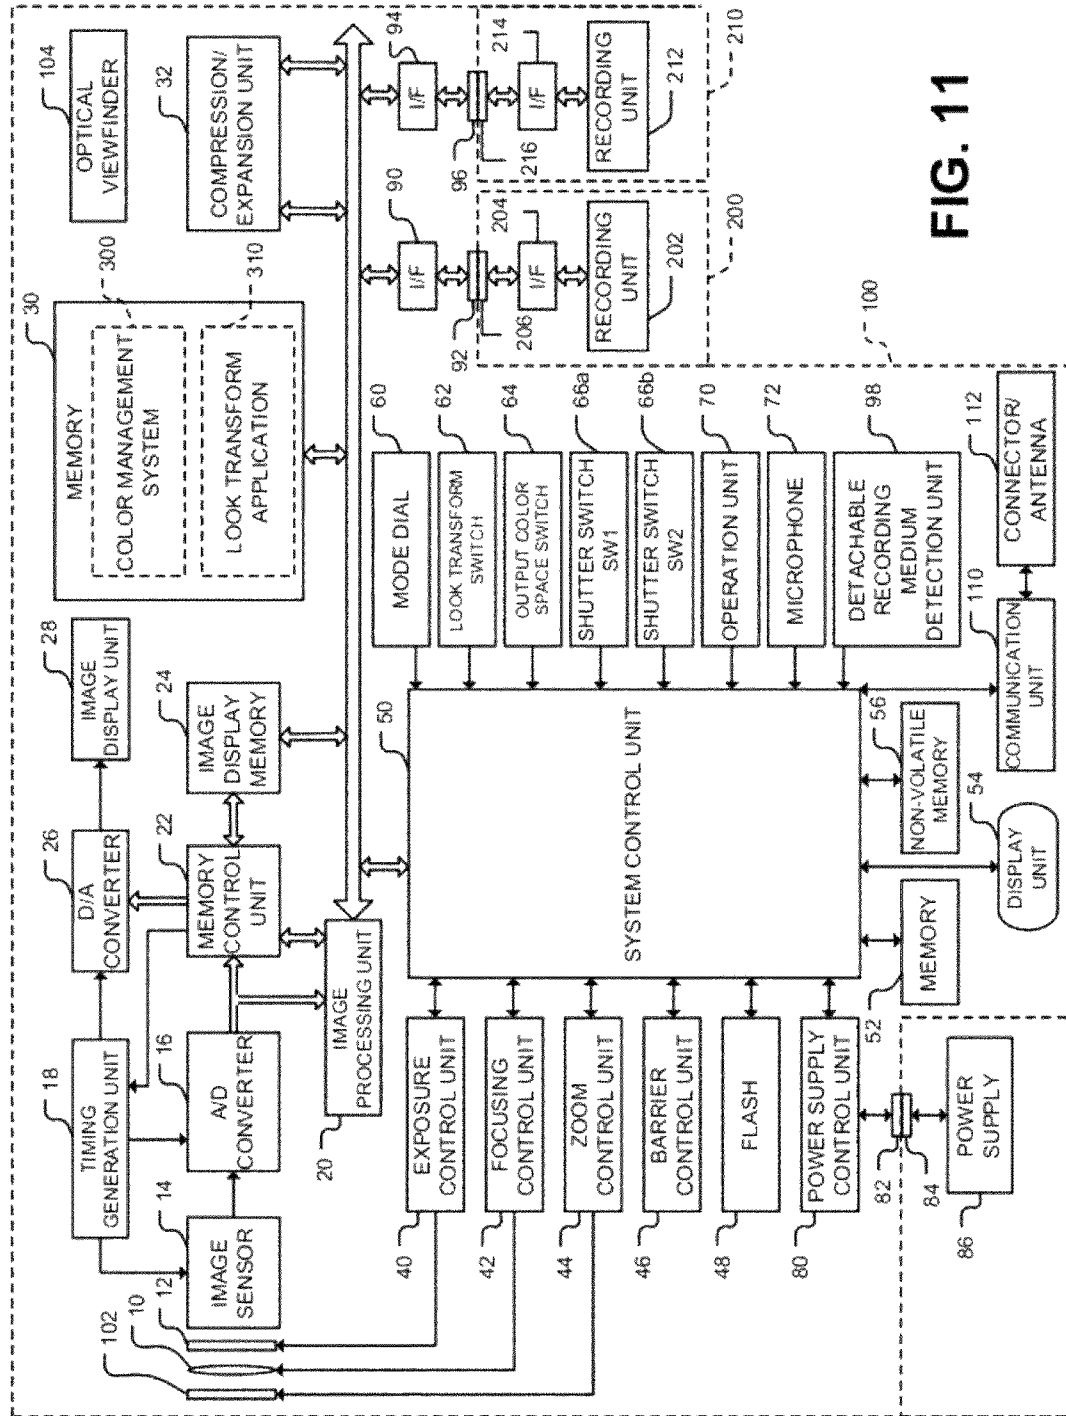 102
10
12
14
IMAGE
SENSOR
18
TIMING
GENERATION UNIT
16
A/D
CONVERTER
20
IMAGE
PROCESSING UNIT
26
D/A
CONVERTER
22
MEMORY
CONTROL
UNIT
28
IMAGE
DISPLAY UNIT
24
IMAGE
DISPLAY
MEMORY
30
MEMORY
300
COLOR MANAGEMENT
SYSTEM
310
LOOK TRANSFORM
APPLICATION
104
OPTICAL
VIEWFINDER
32
COMPRESSION/
EXPANSION UNIT
40
EXPOSURE
CONTROL UNIT
42
FOCUSING
CONTROL UNIT
44
ZOOM
CONTROL UNIT
46
BARRIER
CONTROL UNIT
48
FLASH
80
POWER SUPPLY
CONTROL UNIT
82
84
86
POWER
SUPPLY
50
SYSTEM CONTROL UNIT
52
MEMORY
54
DISPLAY
UNIT
56
NON-VOLATILE
MEMORY
60
MODE DIAL
62
LOOK TRANSFORM
SWITCH
64
OUTPUT COLOR
SPACE SWITCH
66a
SHUTTER SWITCH
SW1
66b
SHUTTER SWITCH
SW2
70
OPERATION UNIT
72
MICROPHONE
98
DETACHABLE
RECORDING
MEDIUM
DETECTION UNIT
110
COMMUNICATION
UNIT
112
CONNECTOR/
ANTENNA
100
90
I/F
92
206
204
I/F
RECORDING
UNIT
202
200
94
I/F
96
216
214
I/F
RECORDING
UNIT
212
210
FIG. 11